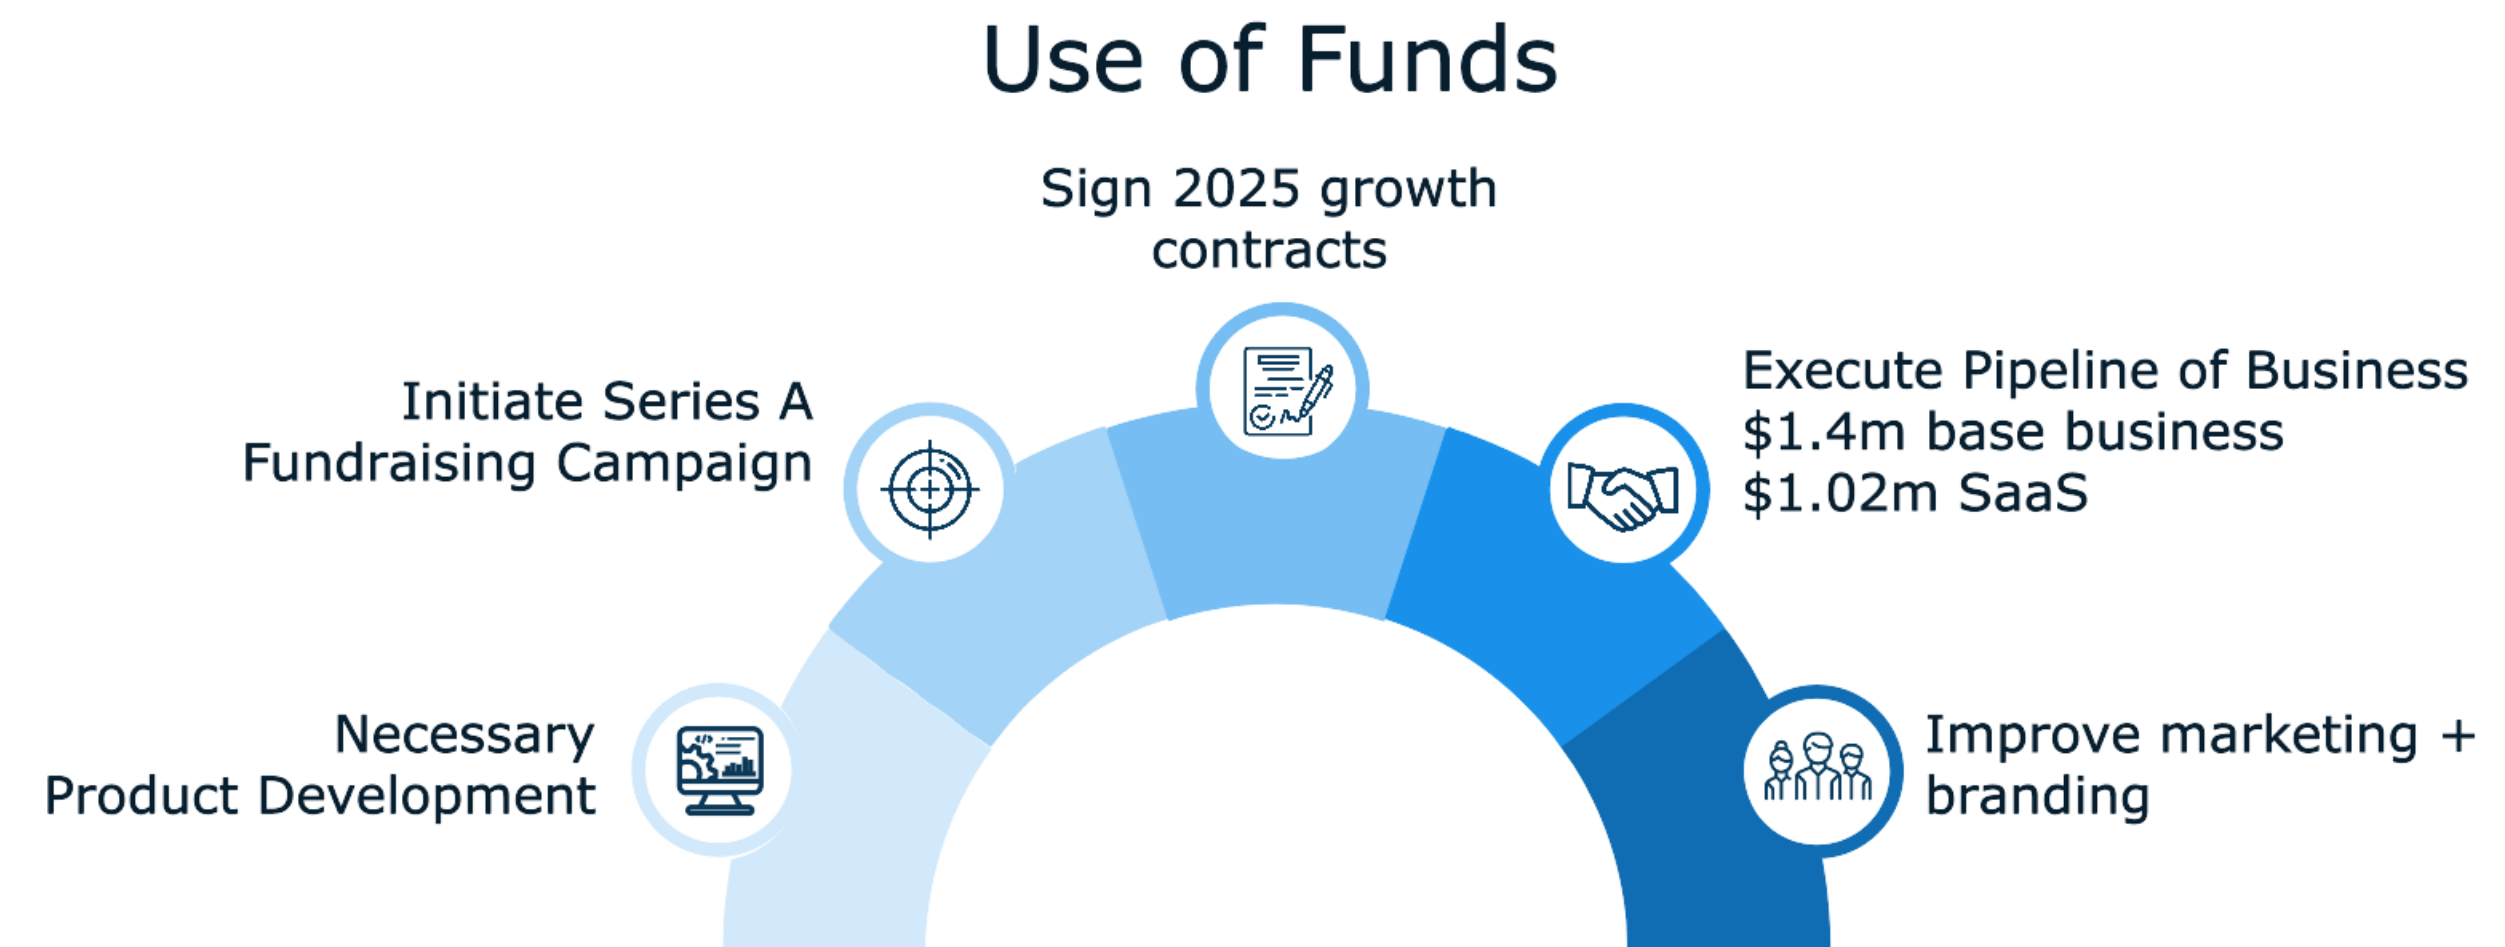 Use of Funds
Sign 2025 growth
contracts
Initiate Series A
Fundraising Campaign
Execute Pipeline of Business
$1.4m base business
$1.02m SaaS
Necessary
Product Development
Improve marketing +
branding